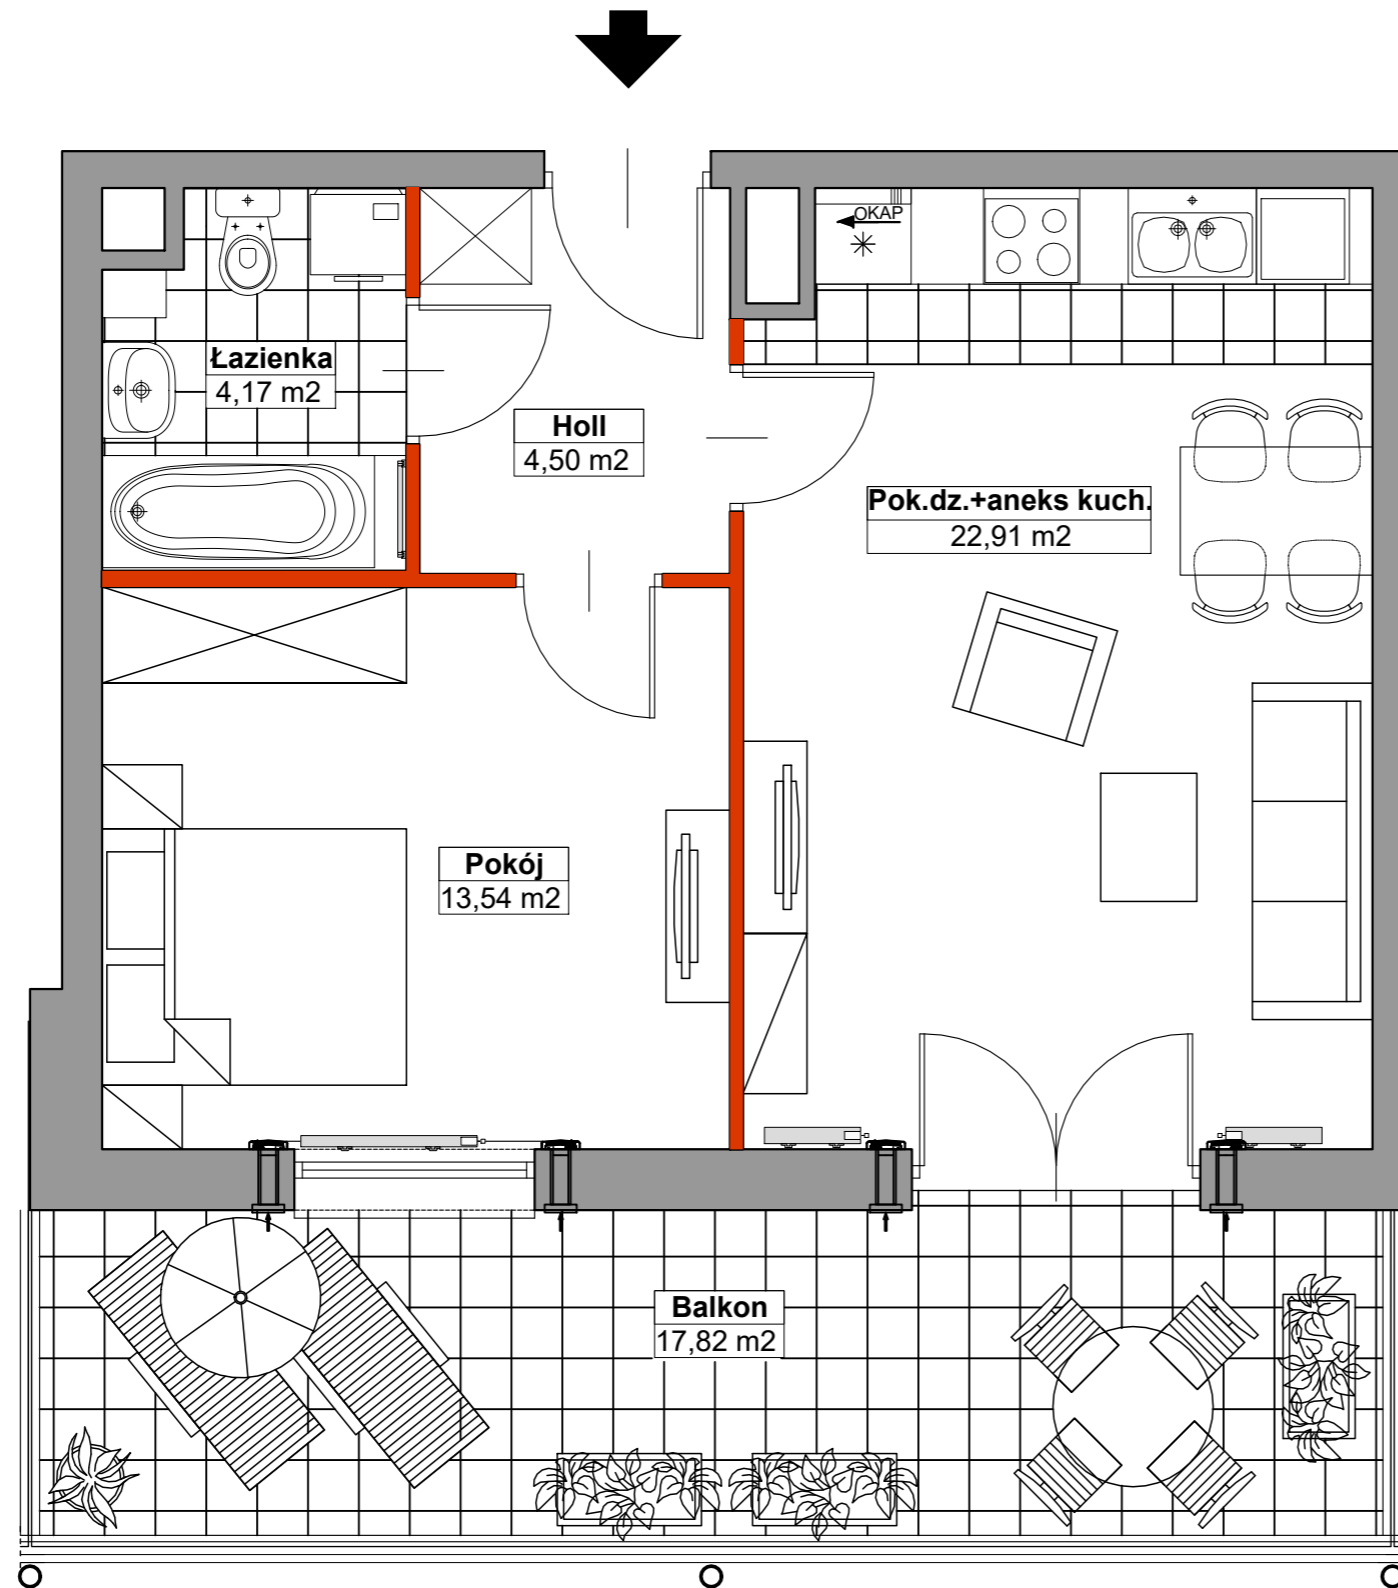 OKAP
Łazienka
4,17 m2
Holl
4,50 m2
Pok.dz.+aneks kuch.
22,91 m2
Pokój
13,54 m2
Balkon
17,82 m2